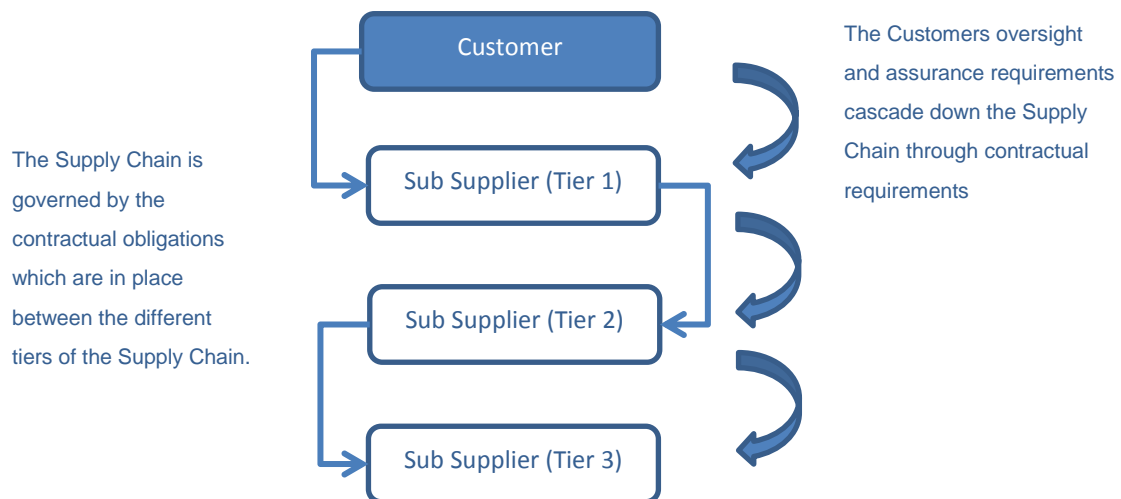 Customer
The Customers oversight
and assurance requirements
cascade down the Supply
Chain through contractual
requirements
The Supply Chain is
governed by the
contractual obligations
which are in place
between the different
tiers of the Supply Chain.
Sub Supplier (Tier 1)
Sub Supplier (Tier 2)
Sub Supplier (Tier 3)